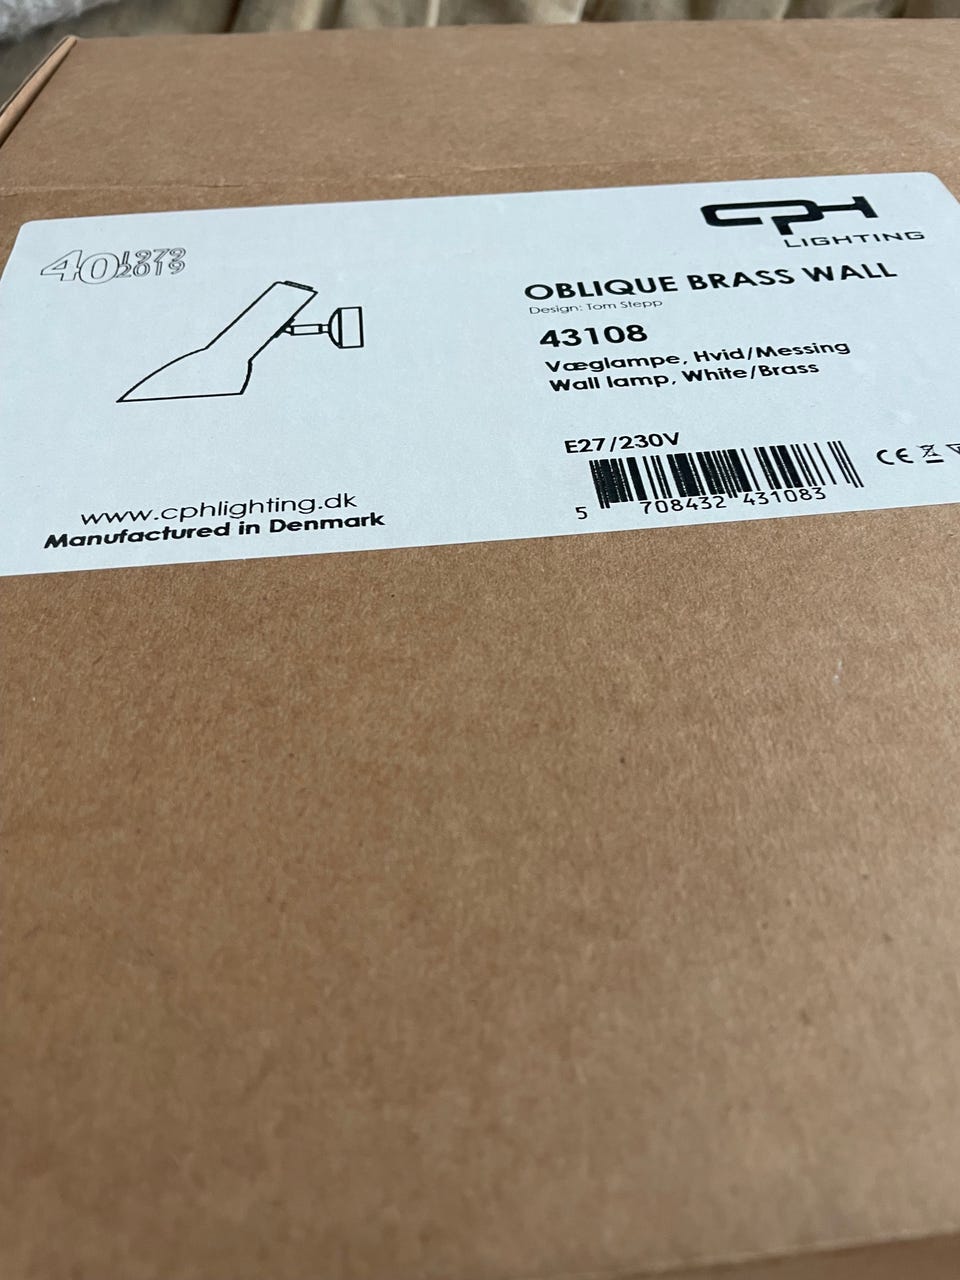 40 1979
2019
CPH
LIGHTING
OBLIQUE BRASS WALL
Design: Tom Stepp
43108
Væglampe, Hvid/Messing
Wall lamp, White/Brass
E27/230V
CE
5 708432 431083
www.cphlighting.dk
Manufactured in Denmark